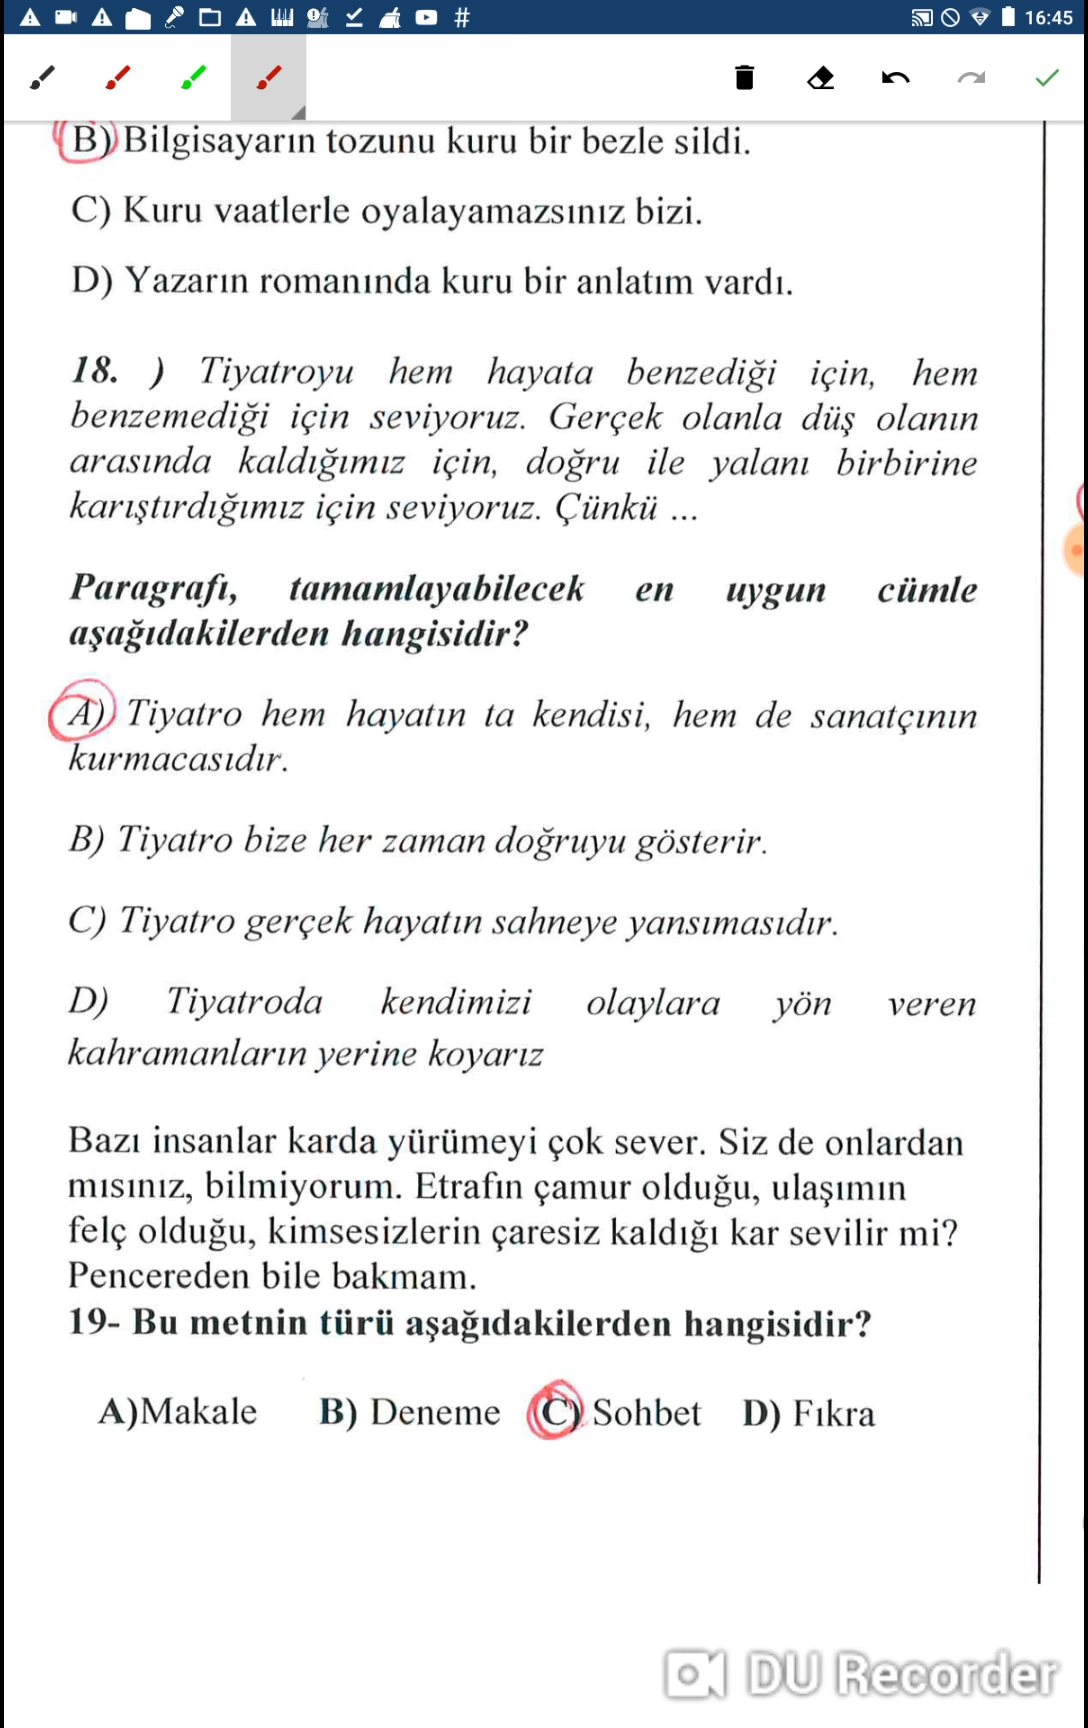 16:45
B) Bilgisayarın tozunu kuru bir bezle sildi.
C) Kuru vaatlerle oyalayamazsınız bizi.
D) Yazarın romanında kuru bir anlatım vardı.
18. ) Tiyatroyu hem hayata benzediği için, hem
benzemediği için seviyoruz. Gerçek olanla düş olanın
arasında kaldığımız için, doğru ile yalanı birbirine
karıştırdığımız için seviyoruz. Çünkü ...
Paragrafı, tamamlayabilecek en uygun cümle
aşağıdakilerden hangisidir?
A) Tiyatro hem hayatın ta kendisi, hem de sanatçının
kurmacasıdır.
B) Tiyatro bize her zaman doğruyu gösterir.
C) Tiyatro gerçek hayatın sahneye yansımasıdır.
D) Tiyatroda kendimizi olaylara yön veren
kahramanların yerine koyarız
Bazı insanlar karda yürümeyi çok sever. Siz de onlardan
mısınız, bilmiyorum. Etrafın çamur olduğu, ulaşımın
felç olduğu, kimsesizlerin çaresiz kaldığı kar sevilir mi?
Pencereden bile bakmam.
19- Bu metnin türü aşağıdakilerden hangisidir?
A)Makale B) Deneme C) Sohbet D) Fıkra
DU Recorder